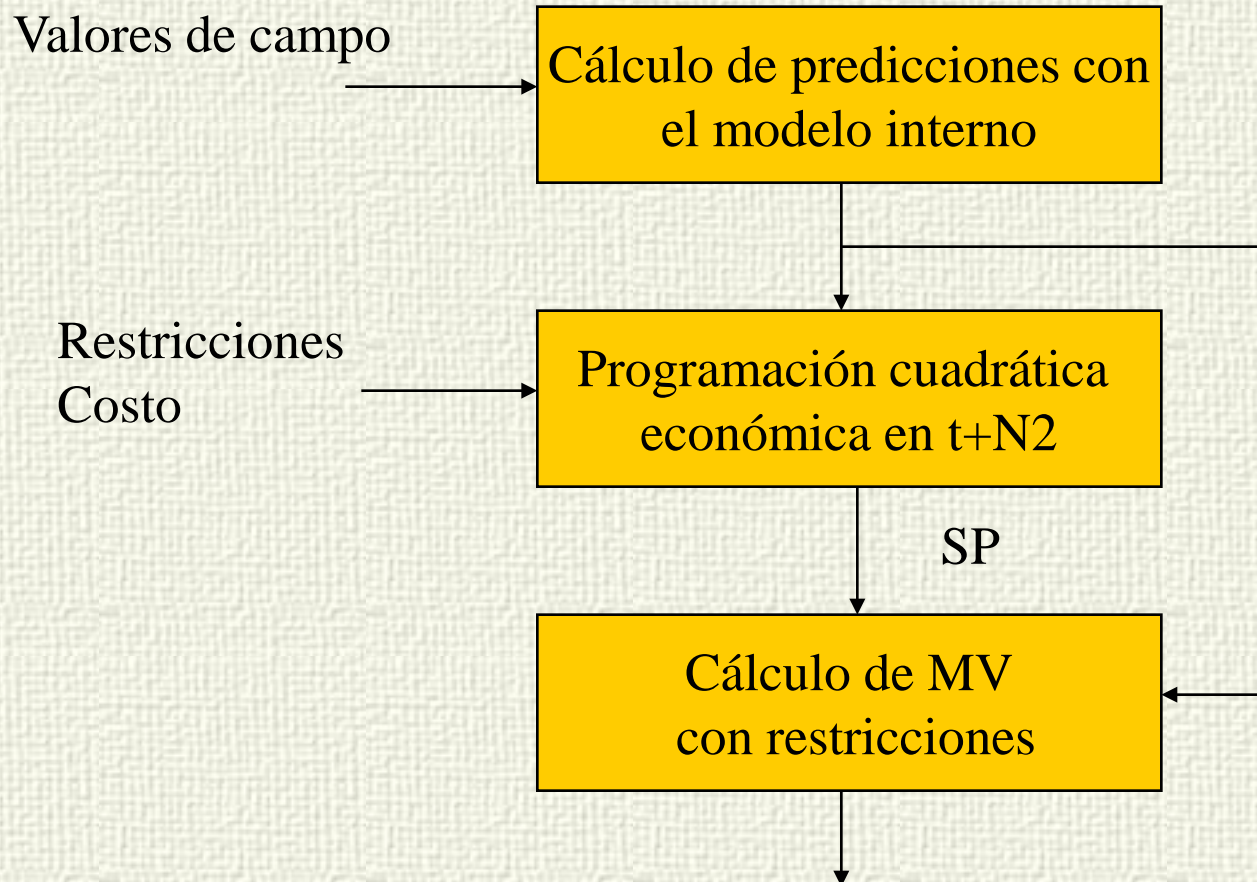 Valores de campo
Cálculo de predicciones con
el modelo interno
Restricciones
Costo
Programación cuadrática
económica en t+N2
SP
Cálculo de MV
con restricciones